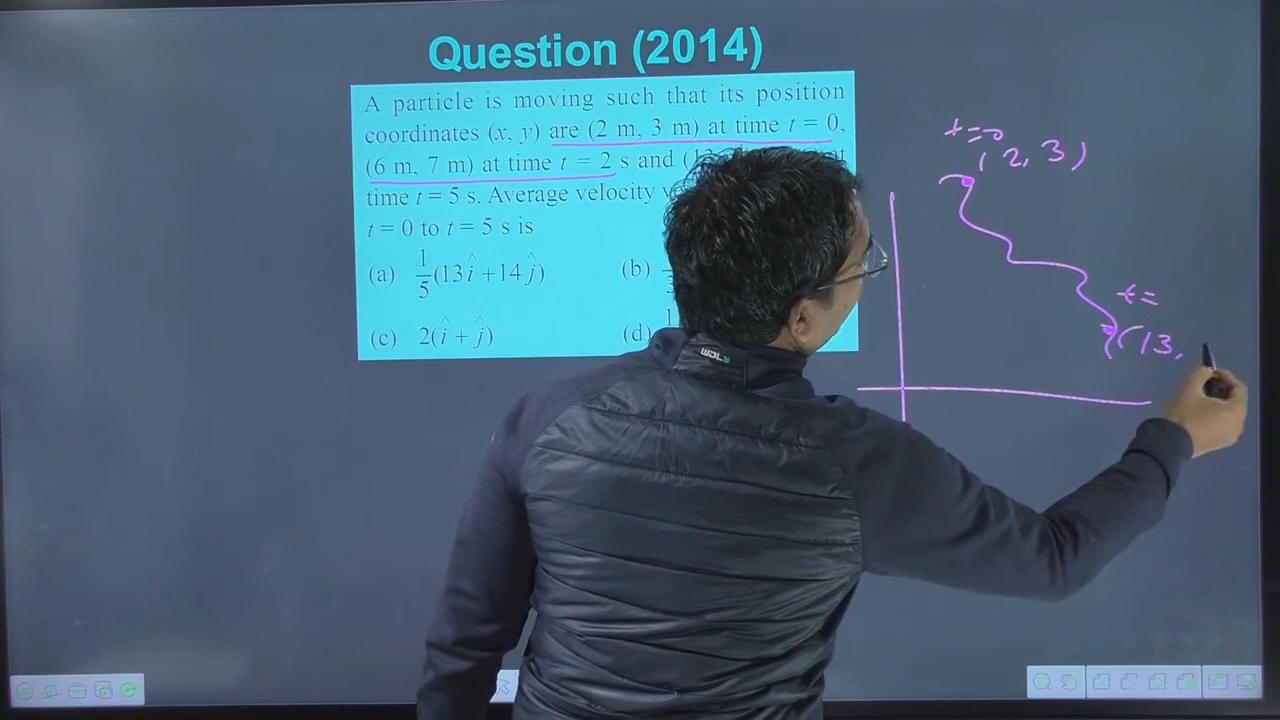 Question (2014)
A particle is moving such that its position
coordinates (x, y) are (2 m, 3 m) at time t = 0,
(6 m, 7 m) at time t = 2 s and at
time t = 5 s. Average velocity
t = 0 to t = 5 s is
(a) 1/5(13î + 14ĵ) (b)
(c) 2(î + ĵ) (d)
t=0
(2, 3)
t=
(13,